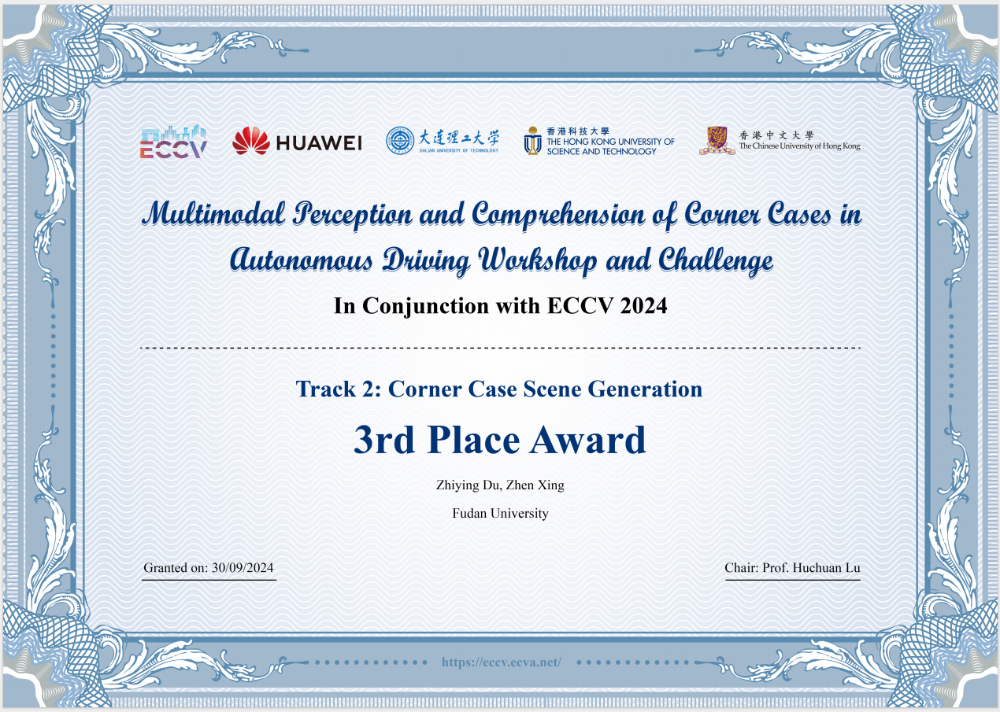 ECCV
HUAWEI
大连理工大学
DALIAN UNIVERSITY OF TECHNOLOGY
香港科技大學
THE HONG KONG UNIVERSITY OF
SCIENCE AND TECHNOLOGY
香港中文大學
The Chinese University of Hong Kong
Multimodal Perception and Comprehension of Corner Cases in
Autonomous Driving Workshop and Challenge
In Conjunction with ECCV 2024
Track 2: Corner Case Scene Generation
3rd Place Award
Zhiying Du, Zhen Xing
Fudan University
Granted on: 30/09/2024
Chair: Prof. Huchuan Lu
https://eccv.ecva.net/